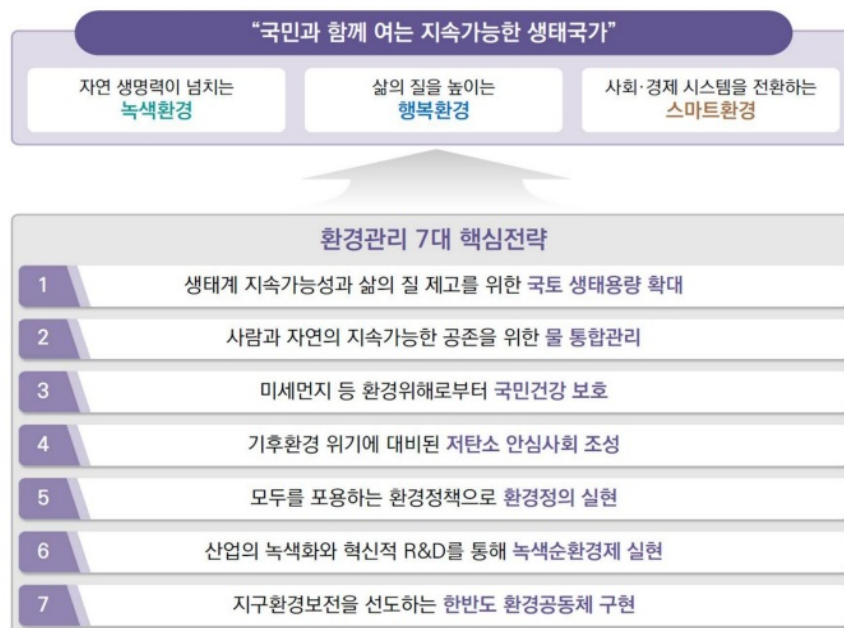 “국민과 함께 여는 지속가능한 생태국가”
자연 생명력이 넘치는
녹색환경
삶의 질을 높이는
행복환경
사회·경제 시스템을 전환하는
스마트환경
환경관리 7대 핵심전략
1 생태계 지속가능성과 삶의 질 제고를 위한 국토 생태용량 확대
2 사람과 자연의 지속가능한 공존을 위한 물 통합관리
3 미세먼지 등 환경위해로부터 국민건강 보호
4 기후환경 위기에 대비된 저탄소 안심사회 조성
5 모두를 포용하는 환경정책으로 환경정의 실현
6 산업의 녹색화와 혁신적 R&D를 통해 녹색순환경제 실현
7 지구환경보전을 선도하는 한반도 환경공동체 구현